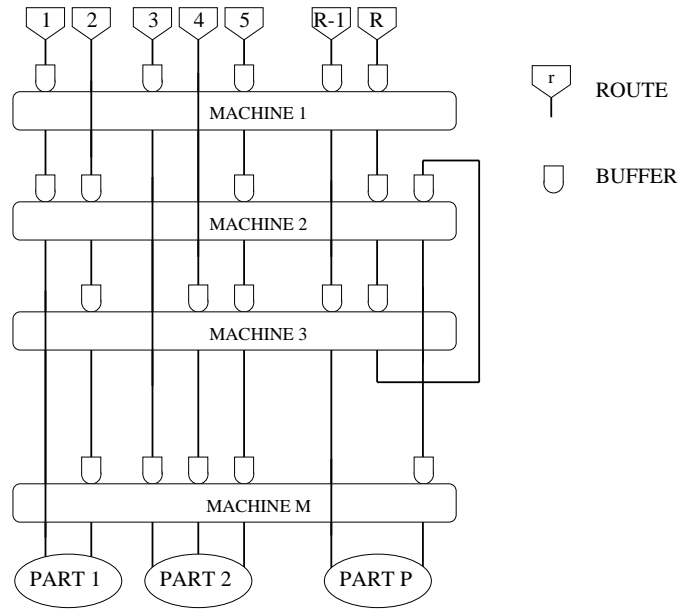 1 2 3 4 5 R-1 R
r ROUTE
MACHINE 1
BUFFER
MACHINE 2
MACHINE 3
MACHINE M
PART 1 PART 2 PART P